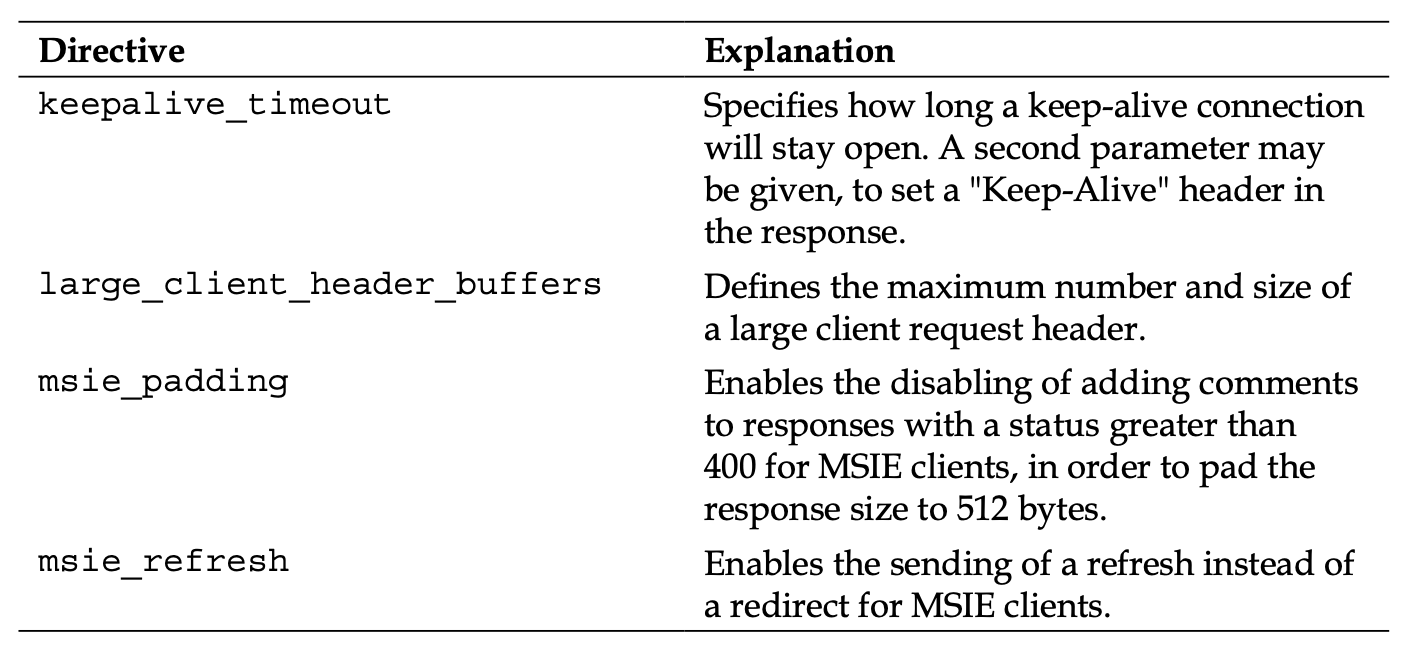 Directive Explanation
keepalive_timeout Specifies how long a keep-alive connection
will stay open. A second parameter may
be given, to set a "Keep-Alive" header in
the response.
large_client_header_buffers Defines the maximum number and size of
a large client request header.
msie_padding Enables the disabling of adding comments
to responses with a status greater than
400 for MSIE clients, in order to pad the
response size to 512 bytes.
msie_refresh Enables the sending of a refresh instead of
a redirect for MSIE clients.